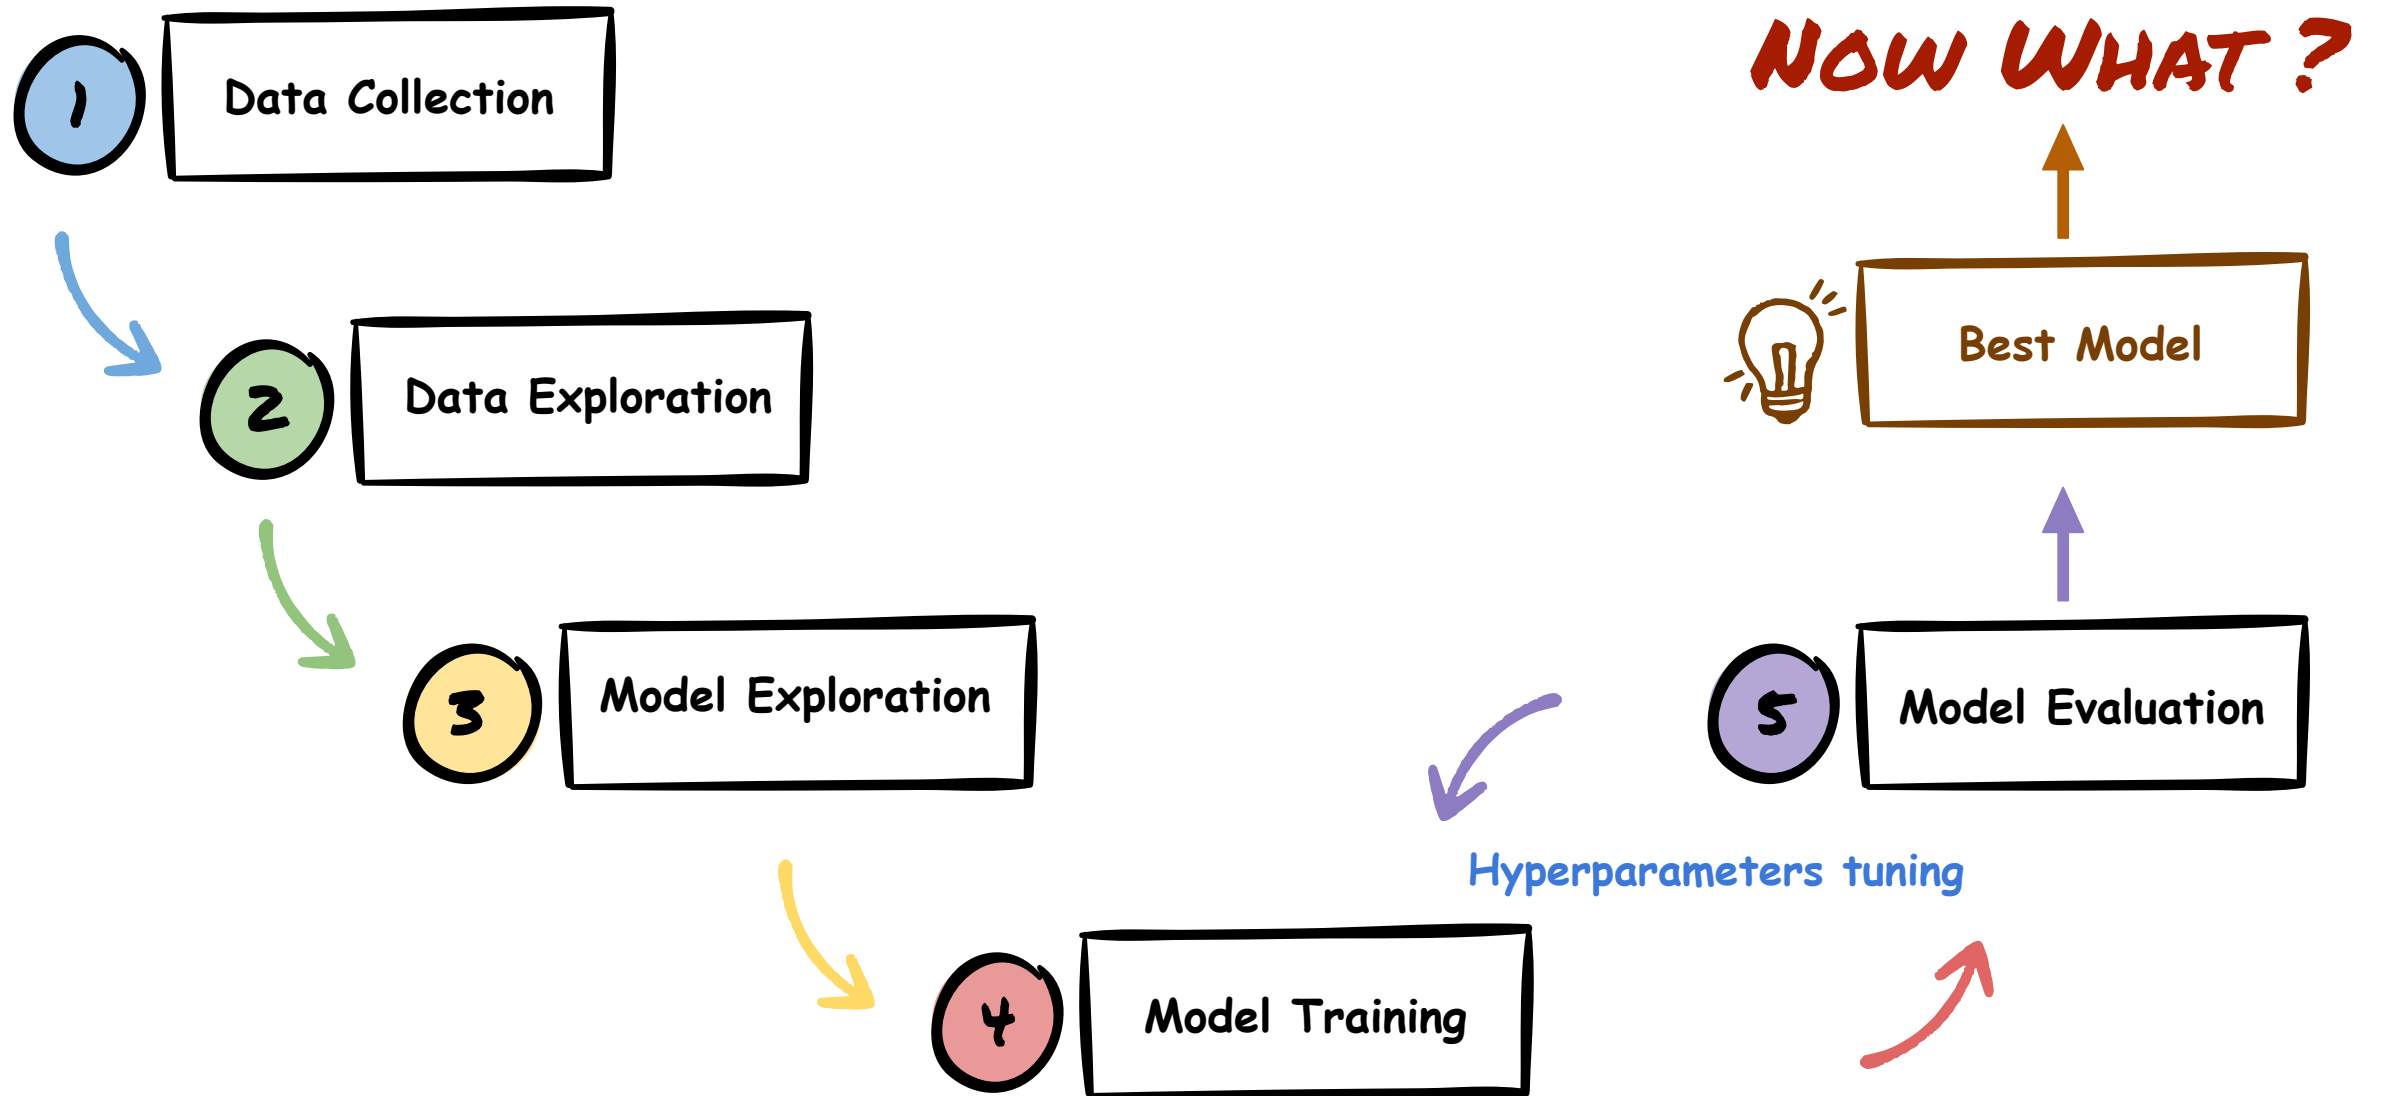 1
Data Collection
2
Data Exploration
3
Model Exploration
4
Model Training
Hyperparameters tuning
5
Model Evaluation
Best Model
Now What ?